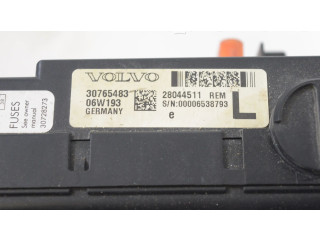 VOLVO
30765483
06W193
GERMANY
28044511 REM
S/N:00006538793
e
L
FUSES
See owner
manual
30728273